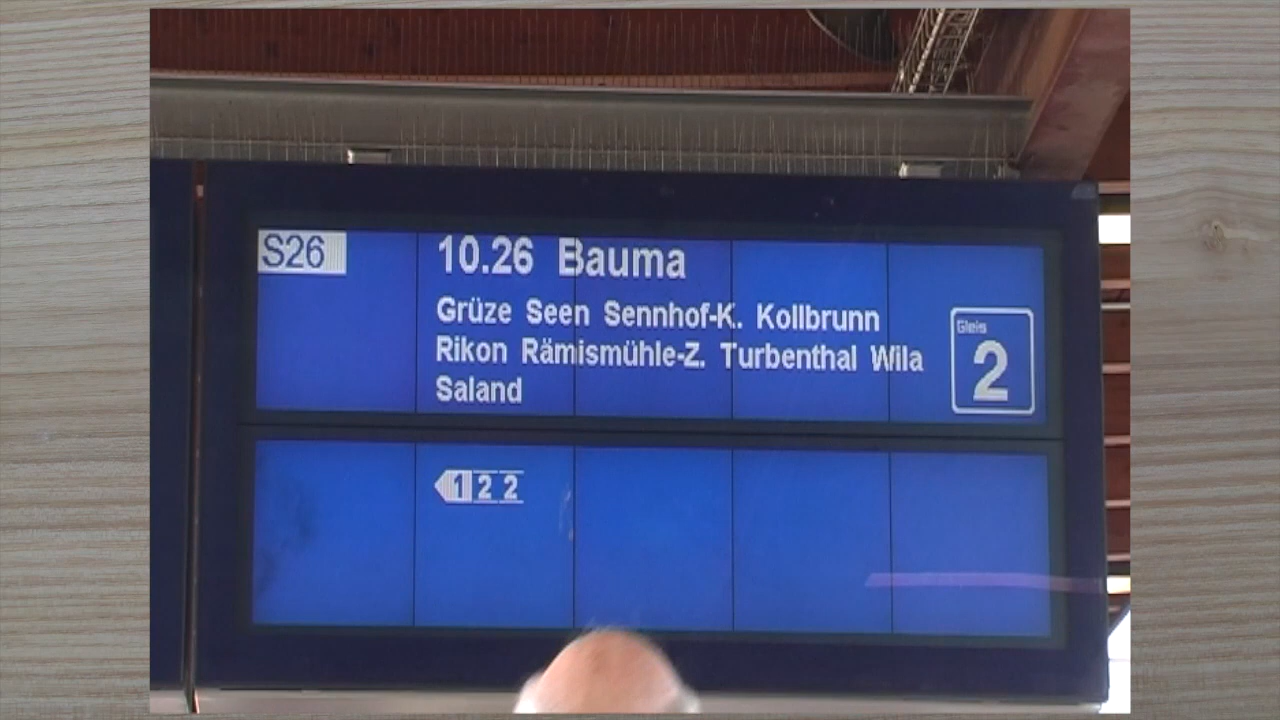 S26
10.26 Bauma
Grüze Seen Sennhof-K. Kollbrunn
Rikon Rämismühle-Z. Turbenthal Wila
Saland
Gleis
2
1 2 2